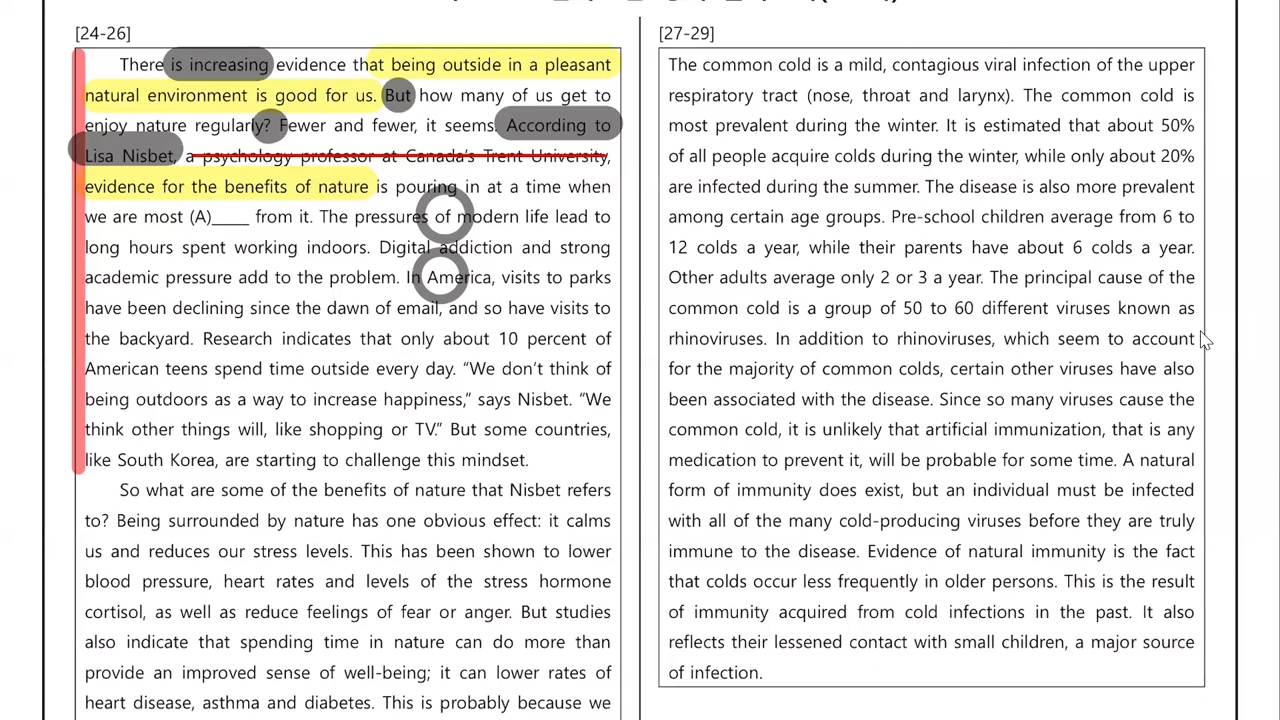 [24-26]
There is increasing evidence that being outside in a pleasant
natural environment is good for us. But how many of us get to
enjoy nature regularly? Fewer and fewer, it seems. According to
Lisa Nisbet, a psychology professor at Canada's Trent University,
evidence for the benefits of nature is pouring in at a time when
we are most (A)____ from it. The pressures of modern life lead to
long hours spent working indoors. Digital addiction and strong
academic pressure add to the problem. In America, visits to parks
have been declining since the dawn of email, and so have visits to
the backyard. Research indicates that only about 10 percent of
American teens spend time outside every day. “We don't think of
being outdoors as a way to increase happiness,” says Nisbet. “We
think other things will, like shopping or TV.” But some countries,
like South Korea, are starting to challenge this mindset.
So what are some of the benefits of nature that Nisbet refers
to? Being surrounded by nature has one obvious effect: it calms
us and reduces our stress levels. This has been shown to lower
blood pressure, heart rates and levels of the stress hormone
cortisol, as well as reduce feelings of fear or anger. But studies
also indicate that spending time in nature can do more than
provide an improved sense of well-being; it can lower rates of
heart disease, asthma and diabetes. This is probably because we
[27-29]
The common cold is a mild, contagious viral infection of the upper
respiratory tract (nose, throat and larynx). The common cold is
most prevalent during the winter. It is estimated that about 50%
of all people acquire colds during the winter, while only about 20%
are infected during the summer. The disease is also more prevalent
among certain age groups. Pre-school children average from 6 to
12 colds a year, while their parents have about 6 colds a year.
Other adults average only 2 or 3 a year. The principal cause of the
common cold is a group of 50 to 60 different viruses known as
rhinoviruses. In addition to rhinoviruses, which seem to account
for the majority of common colds, certain other viruses have also
been associated with the disease. Since so many viruses cause the
common cold, it is unlikely that artificial immunization, that is any
medication to prevent it, will be probable for some time. A natural
form of immunity does exist, but an individual must be infected
with all of the many cold-producing viruses before they are truly
immune to the disease. Evidence of natural immunity is the fact
that colds occur less frequently in older persons. This is the result
of immunity acquired from cold infections in the past. It also
reflects their lessened contact with small children, a major source
of infection.